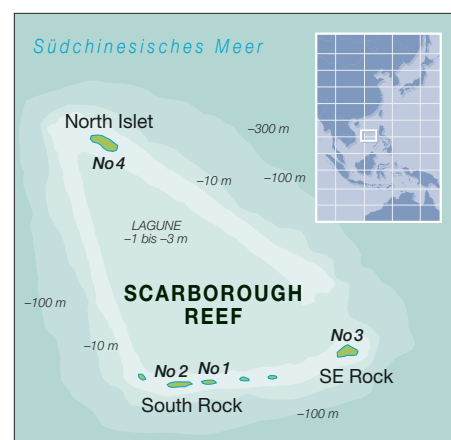 Südchinesisches Meer
North Islet
No 4
–300 m
–10 m
–100 m
LAGUNE
–1 bis –3 m
SCARBOROUGH
REEF
–100 m
–10 m
No 3
SE Rock
No 2
No 1
South Rock
–100 m